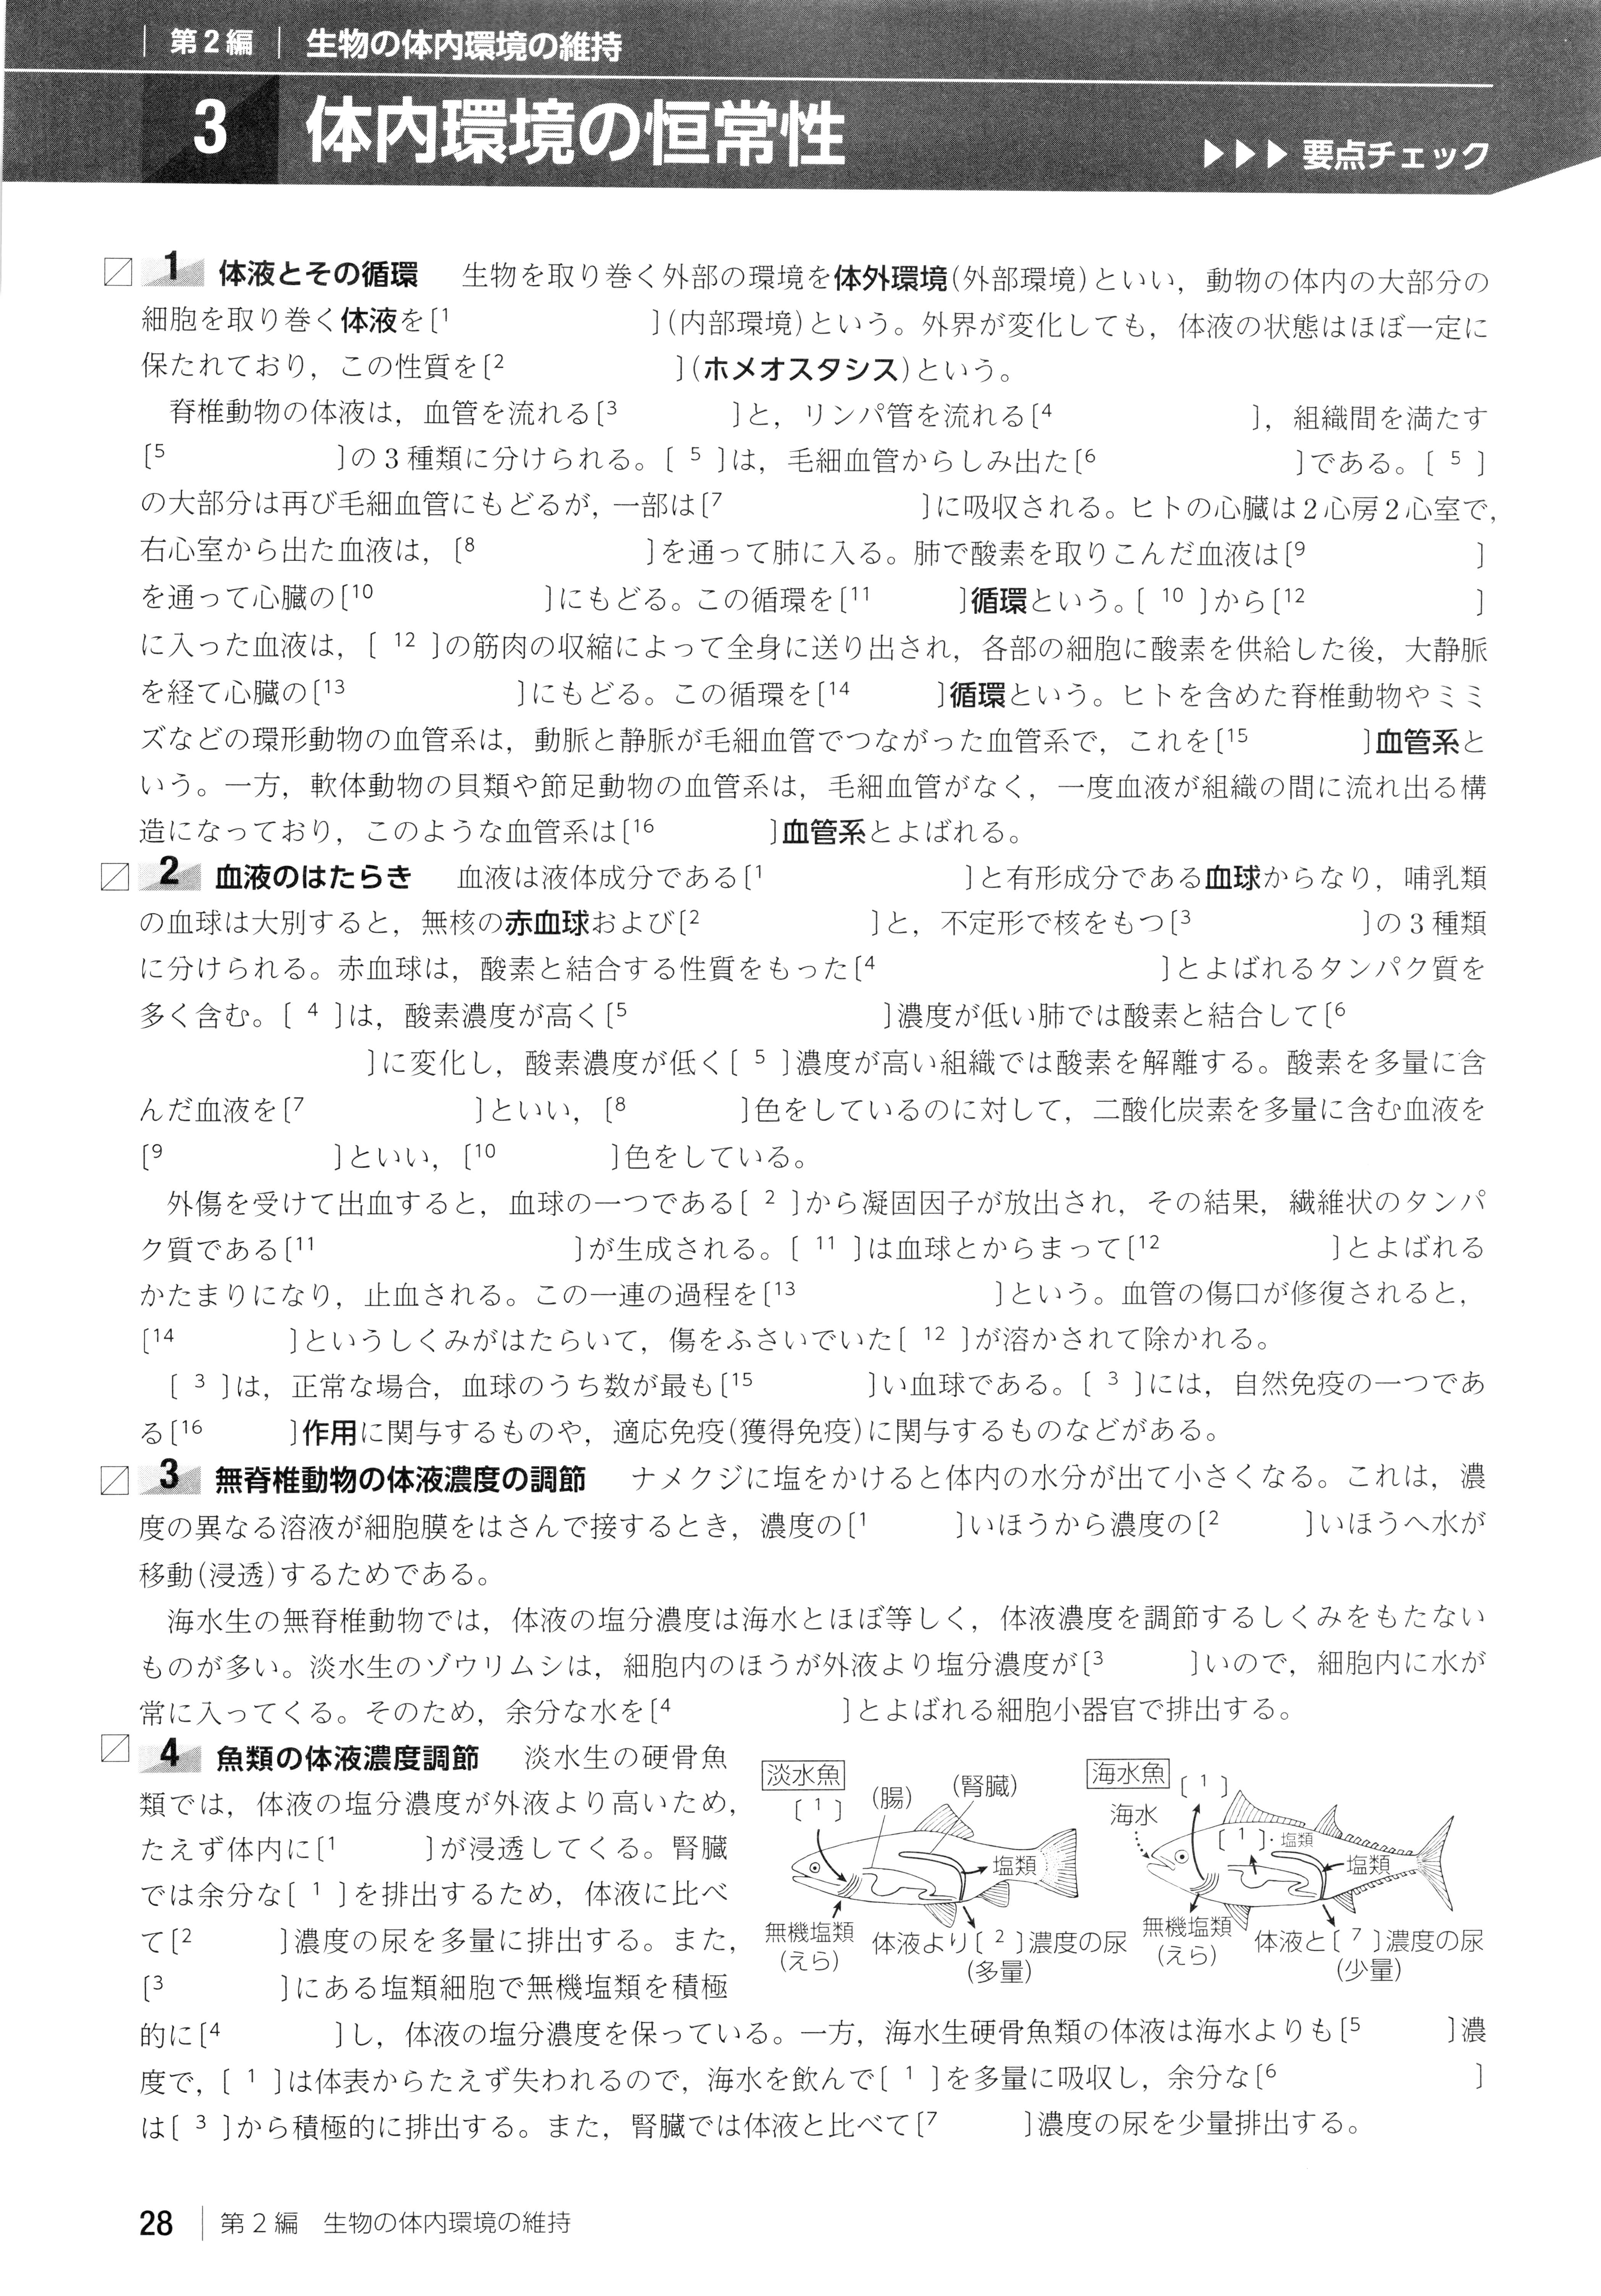 第2編 生物の体内環境の維持
3 体内環境の恒常性
▶▶▶要点チェック
1 体液とその循環 生物を取り巻く外部の環境を体外環境(外部環境)といい，動物の体内の大部分の
細胞を取り巻く体液を〔1 〕(内部環境)という。外界が変化しても，体液の状態はほぼ一定に
保たれており，この性質を〔2 〕(ホメオスタシス)という。
脊椎動物の体液は，血管を流れる〔3 〕と，リンパ管を流れる〔4 〕，組織間を満たす
〔5 〕の3種類に分けられる。〔 5 〕は，毛細血管からしみ出た〔6 〕である。〔 5 〕
の大部分は再び毛細血管にもどるが，一部は〔7 〕に吸収される。ヒトの心臓は2心房2心室で，
右心室から出た血液は，〔8 〕を通って肺に入る。肺で酸素を取りこんだ血液は〔9 〕
を通って心臓の〔10 〕にもどる。この循環を〔11 〕循環という。〔 10 〕から〔12 〕
に入った血液は，〔 12 〕の筋肉の収縮によって全身に送り出され，各部の細胞に酸素を供給した後，大静脈
を経て心臓の〔13 〕にもどる。この循環を〔14 〕循環という。ヒトを含めた脊椎動物やミミ
ズなどの環形動物の血管系は，動脈と静脈が毛細血管でつながった血管系で，これを〔15 〕血管系と
いう。一方，軟体動物の貝類や節足動物の血管系は，毛細血管がなく，一度血液が組織の間に流れ出る構
造になっており，このような血管系は〔16 〕血管系とよばれる。
2 血液のはたらき 血液は液体成分である〔1 〕と有形成分である血球からなり，哺乳類
の血球は大別すると，無核の赤血球および〔2 〕と，不定形で核をもつ〔3 〕の3種類
に分けられる。赤血球は，酸素と結合する性質をもった〔4 〕とよばれるタンパク質を
多く含む。〔 4 〕は，酸素濃度が高く〔5 〕濃度が低い肺では酸素と結合して〔6
〕に変化し，酸素濃度が低く〔 5 〕濃度が高い組織では酸素を解離する。酸素を多量に含
んだ血液を〔7 〕といい，〔8 〕色をしているのに対して，二酸化炭素を多量に含む血液を
〔9 〕といい，〔10 〕色をしている。
外傷を受けて出血すると，血球の一つである〔 2 〕から凝固因子が放出され，その結果，繊維状のタンパ
ク質である〔11 〕が生成される。〔 11 〕は血球とからまって〔12 〕とよばれる
かたまりになり，止血される。この一連の過程を〔13 〕という。血管の傷口が修復されると，
〔14 〕というしくみがはたらいて，傷をふさいでいた〔 12 〕が溶かされて除かれる。
〔 3 〕は，正常な場合，血球のうち数が最も〔15 〕い血球である。〔 3 〕には，自然免疫の一つであ
る〔16 〕作用に関与するものや，適応免疫(獲得免疫)に関与するものなどがある。
3 無脊椎動物の体液濃度の調節 ナメクジに塩をかけると体内の水分が出て小さくなる。これは，濃
度の異なる溶液が細胞膜をはさんで接するとき，濃度の〔1 〕いほうから濃度の〔2 〕いほうへ水が
移動(浸透)するためである。
海水生の無脊椎動物では，体液の塩分濃度は海水とほぼ等しく，体液濃度を調節するしくみをもたない
ものが多い。淡水生のゾウリムシは，細胞内のほうが外液より塩分濃度が〔3 〕いので，細胞内に水が
常に入ってくる。そのため，余分な水を〔4 〕とよばれる細胞小器官で排出する。
4 魚類の体液濃度調節 淡水生の硬骨魚
類では，体液の塩分濃度が外液より高いため，
たえず体内に〔1 〕が浸透してくる。腎臓
では余分な〔 1 〕を排出するため，体液に比べ
て〔2 〕濃度の尿を多量に排出する。また，
〔3 〕にある塩類細胞で無機塩類を積極
的に〔4 〕し，体液の塩分濃度を保っている。一方，海水生硬骨魚類の体液は海水よりも〔5 〕濃
度で，〔 1 〕は体表からたえず失われるので，海水を飲んで〔 1 〕を多量に吸収し，余分な〔6 〕
は〔 3 〕から積極的に排出する。また，腎臓では体液と比べて〔7 〕濃度の尿を少量排出する。
淡水魚
〔 1 〕
(腸)
(腎臓)
塩類
無機塩類
(えら)
体液より〔 2 〕濃度の尿
(多量)
海水魚
〔 1 〕
海水
〔 1 〕・塩類
塩類
無機塩類
(えら)
体液と〔 7 〕濃度の尿
(少量)
28 第2編 生物の体内環境の維持